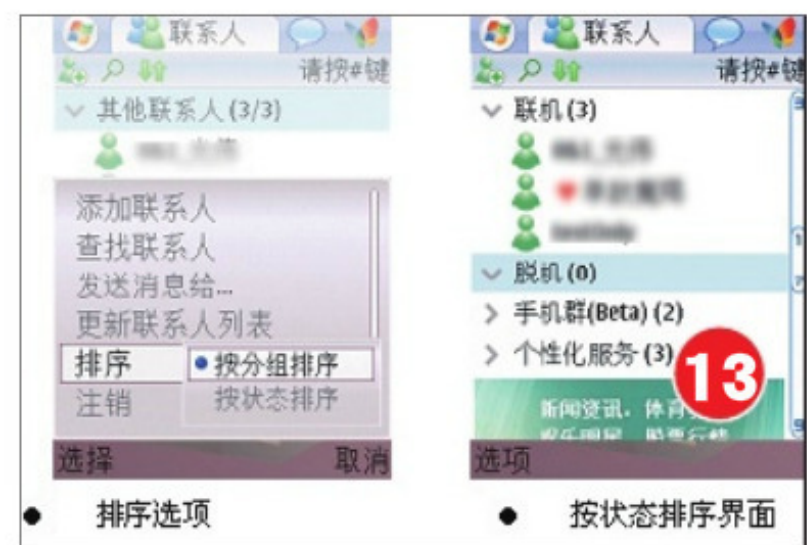 联系人
请按#键
其他联系人(3/3)
添加联系人
查找联系人
发送消息给...
更新联系人列表
排序
按分组排序
注销
按状态排序
选择
取消
排序选项
联系人
请按#键
联机(3)
脱机(0)
手机群(Beta)(2)
个性化服务(3)
13
新闻资讯,体育
选项
按状态排序界面